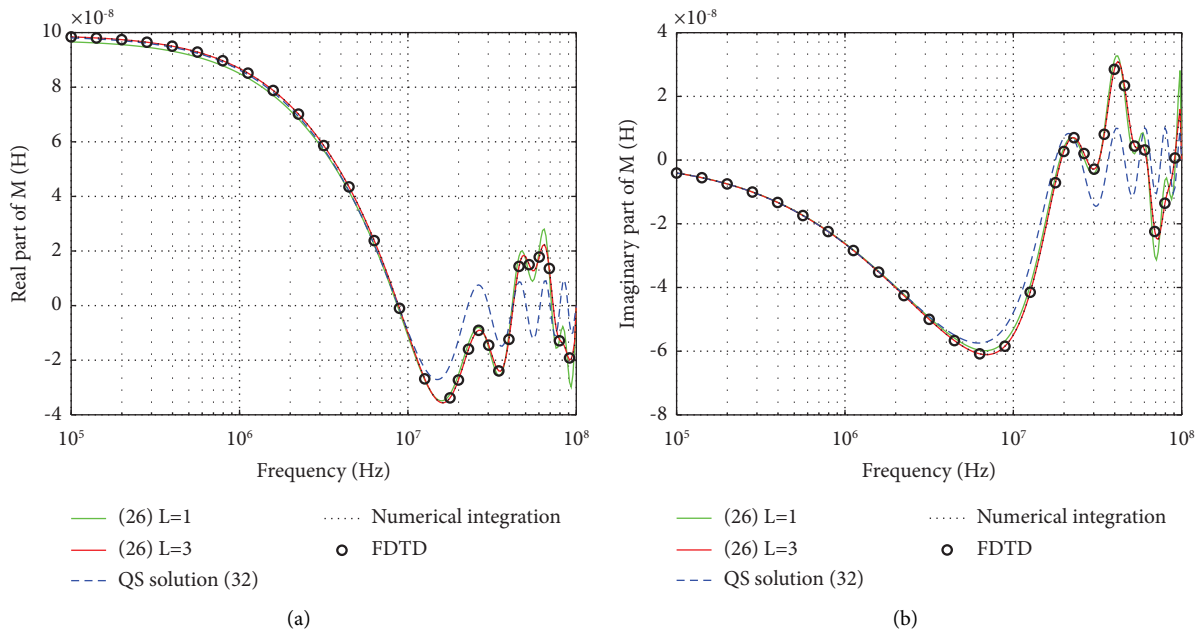 ×10⁻⁸
10
8
6
4
2
0
-2
-4
Real part of M (H)
10⁵
10⁶
10⁷
10⁸
Frequency (Hz)
(26) L=1
(26) L=3
QS solution (32)
Numerical integration
FDTD
(a)
×10⁻⁸
4
2
0
-2
-4
-6
-8
Imaginary part of M (H)
10⁵
10⁶
10⁷
10⁸
Frequency (Hz)
(26) L=1
(26) L=3
QS solution (32)
Numerical integration
FDTD
(b)